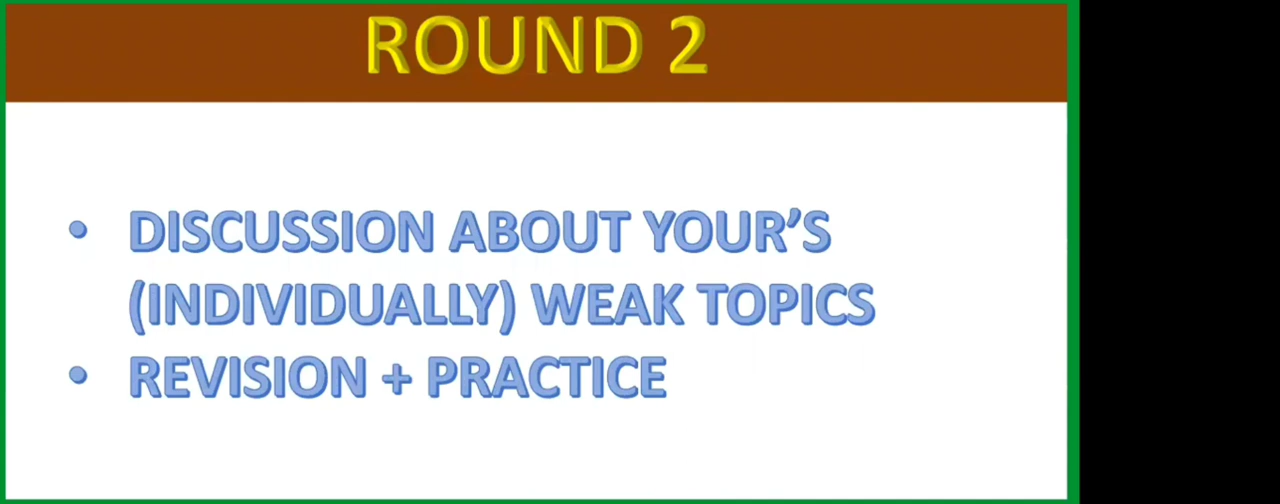 ROUND 2
• DISCUSSION ABOUT YOUR’S
(INDIVIDUALLY) WEAK TOPICS
• REVISION + PRACTICE